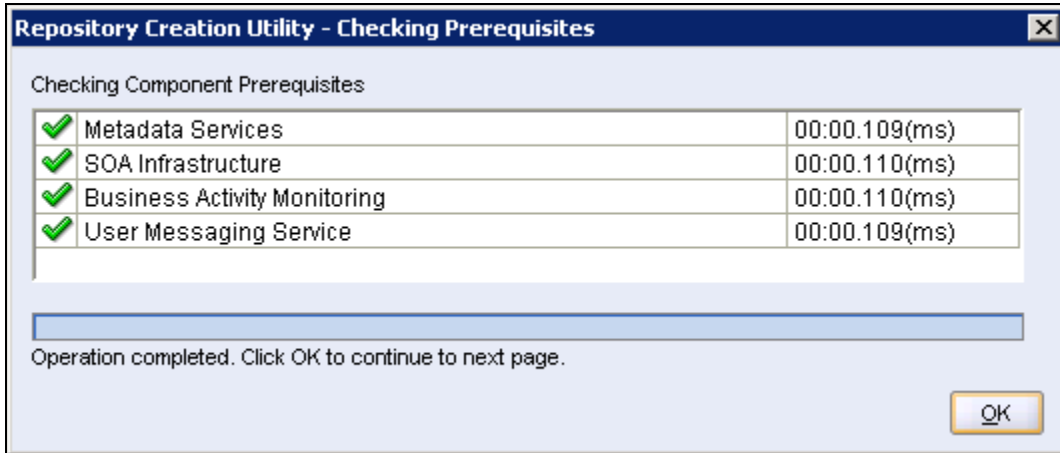 Repository Creation Utility - Checking Prerequisites
Checking Component Prerequisites
Metadata Services 00:00.109(ms)
SOA Infrastructure 00:00.110(ms)
Business Activity Monitoring 00:00.110(ms)
User Messaging Service 00:00.109(ms)
Operation completed. Click OK to continue to next page.
OK